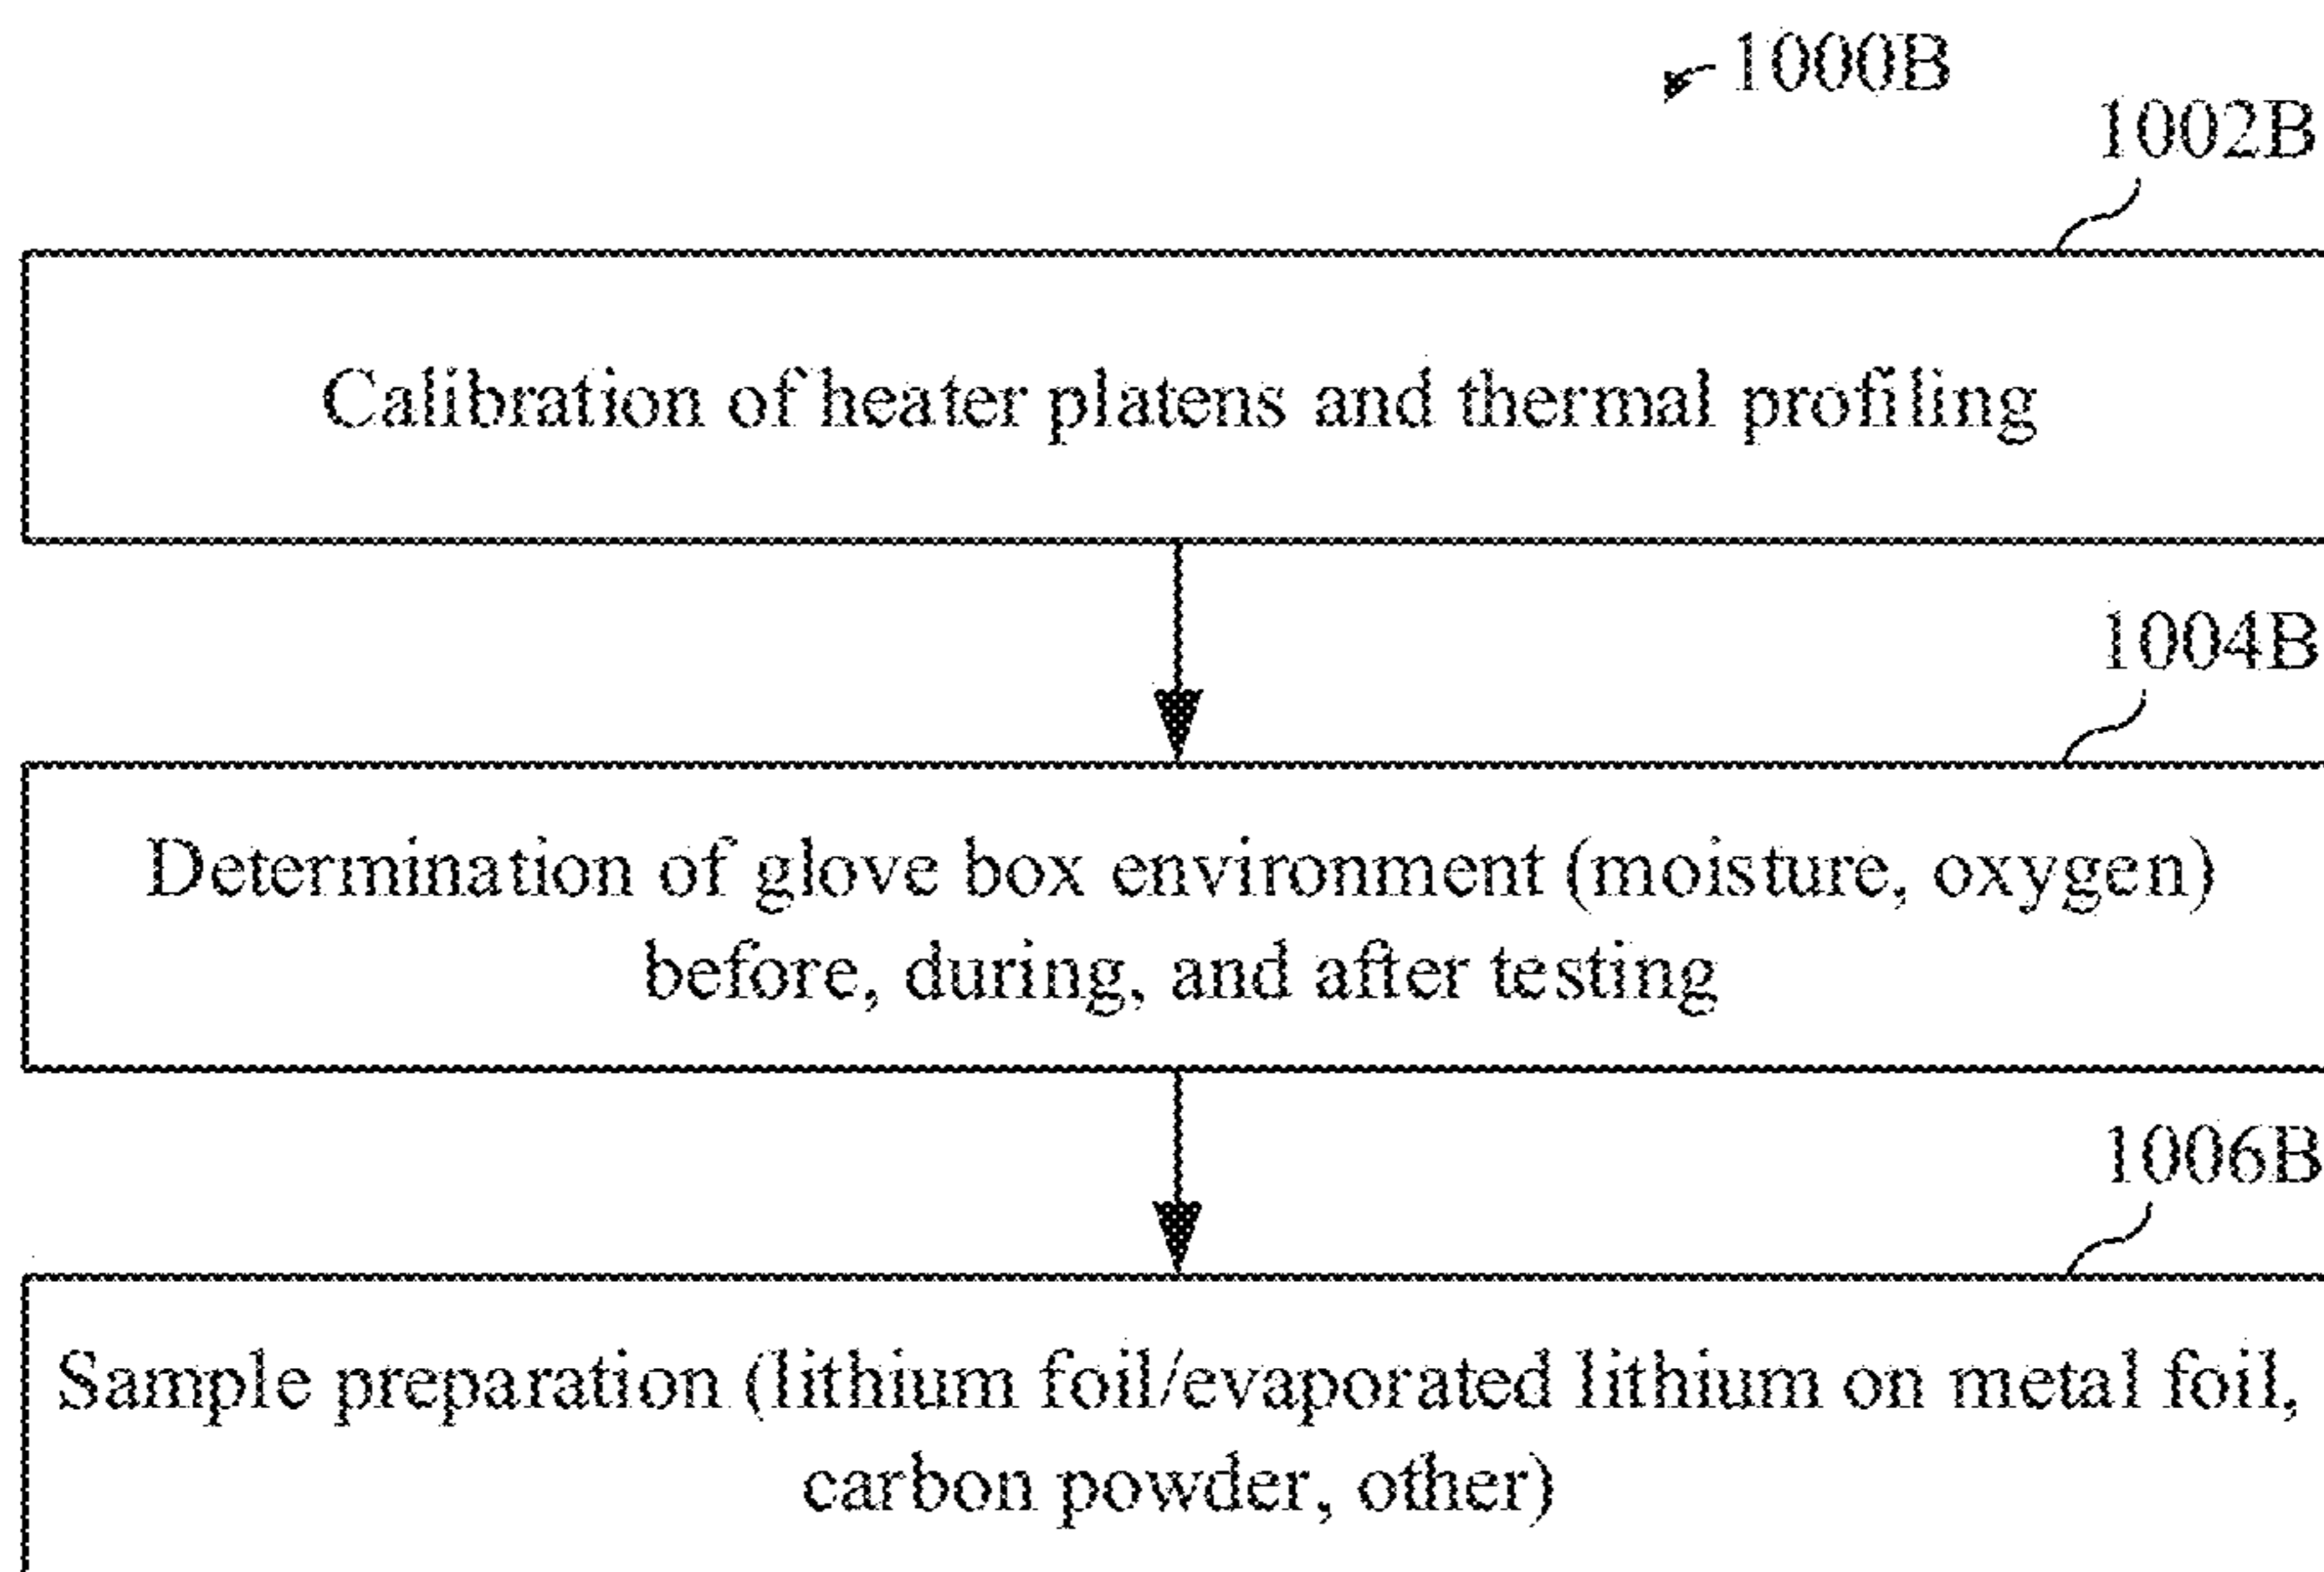 1000B
1002B
Calibration of heater platens and thermal profiling
1004B
Determination of glove box environment (moisture, oxygen)
before, during, and after testing
1006B
Sample preparation (lithium foil/evaporated lithium on metal foil,
carbon powder, other)